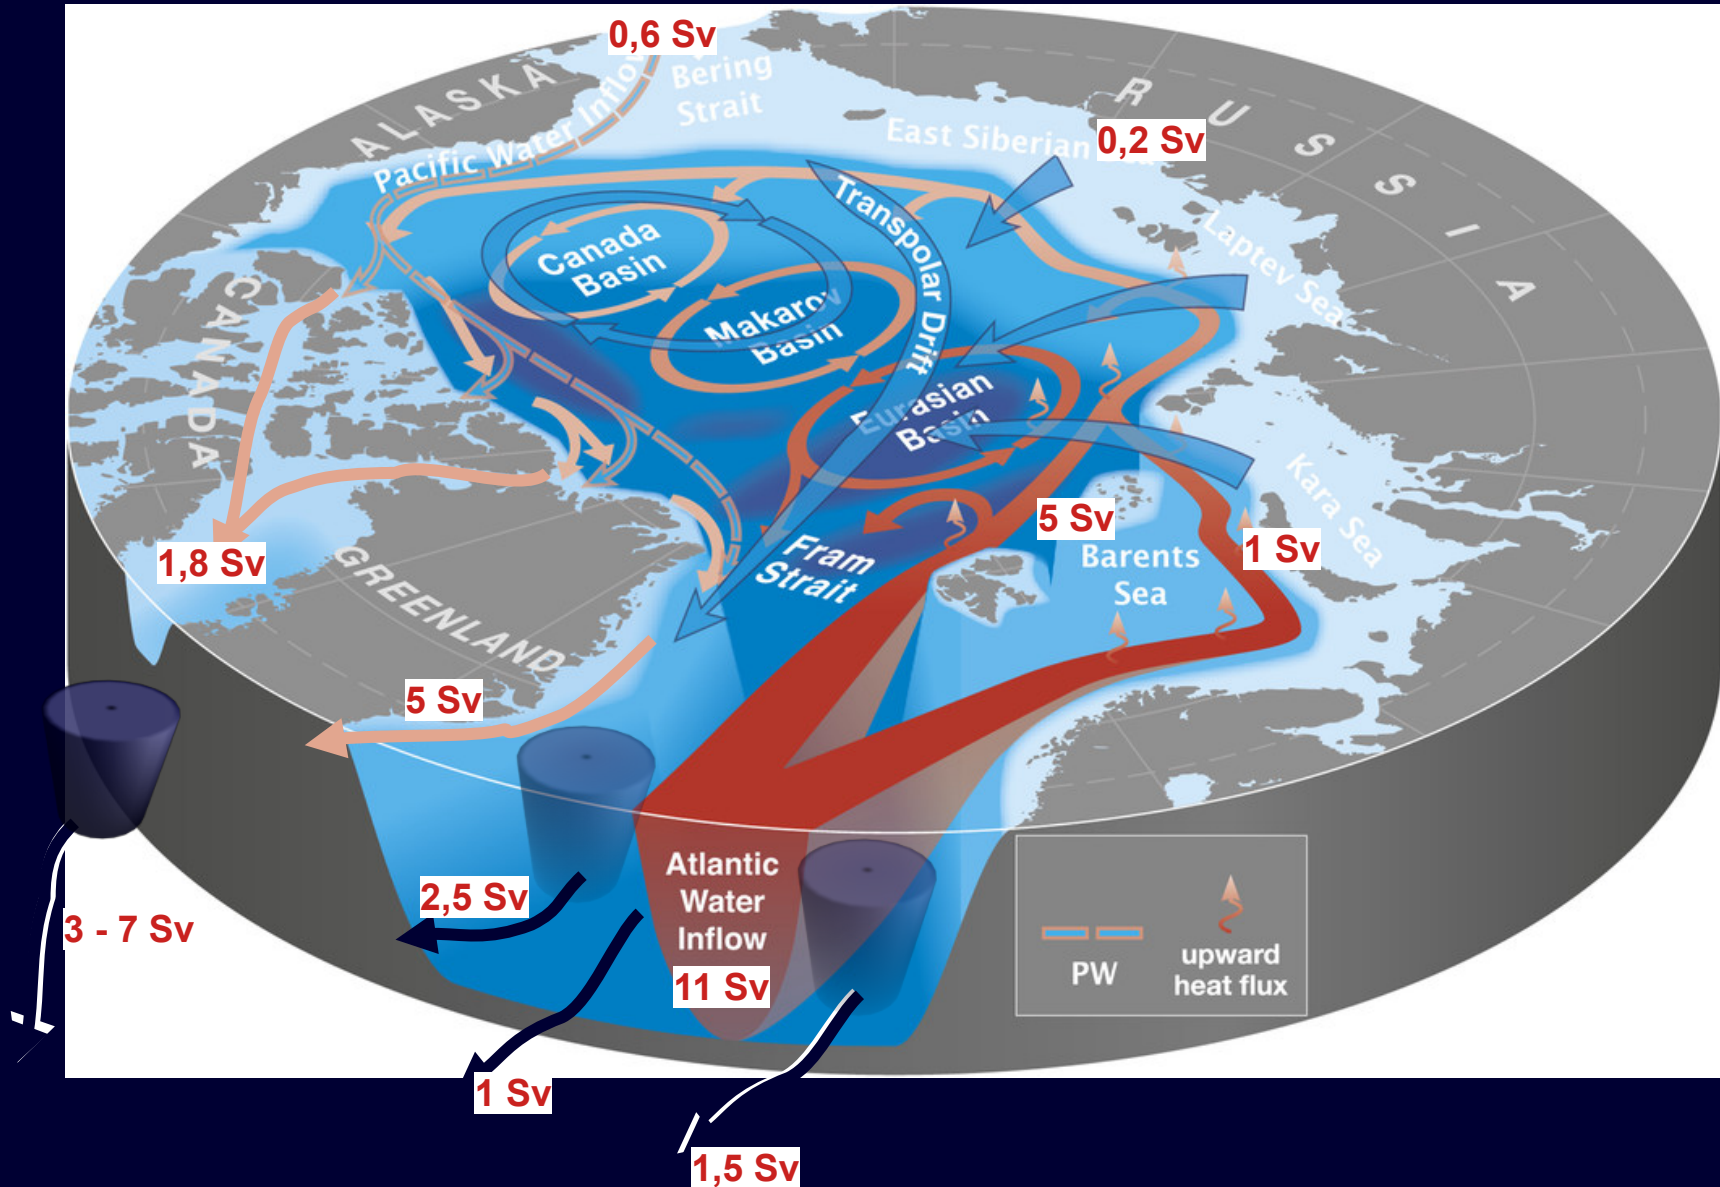 0,6 Sv
Bering
Strait
ALASKA
Pacific Water Inflow
RUSSIA
East Siberian
0,2 Sv
Transpolar Drift
Laptev Sea
Canada
Basin
CANADA
Makarov
Basin
Eurasian
Basin
Kara Sea
5 Sv
1 Sv
Barents
Sea
Fram
Strait
1,8 Sv
GREENLAND
5 Sv
Atlantic
Water
Inflow
11 Sv
2,5 Sv
3 - 7 Sv
PW
upward
heat flux
1 Sv
1,5 Sv